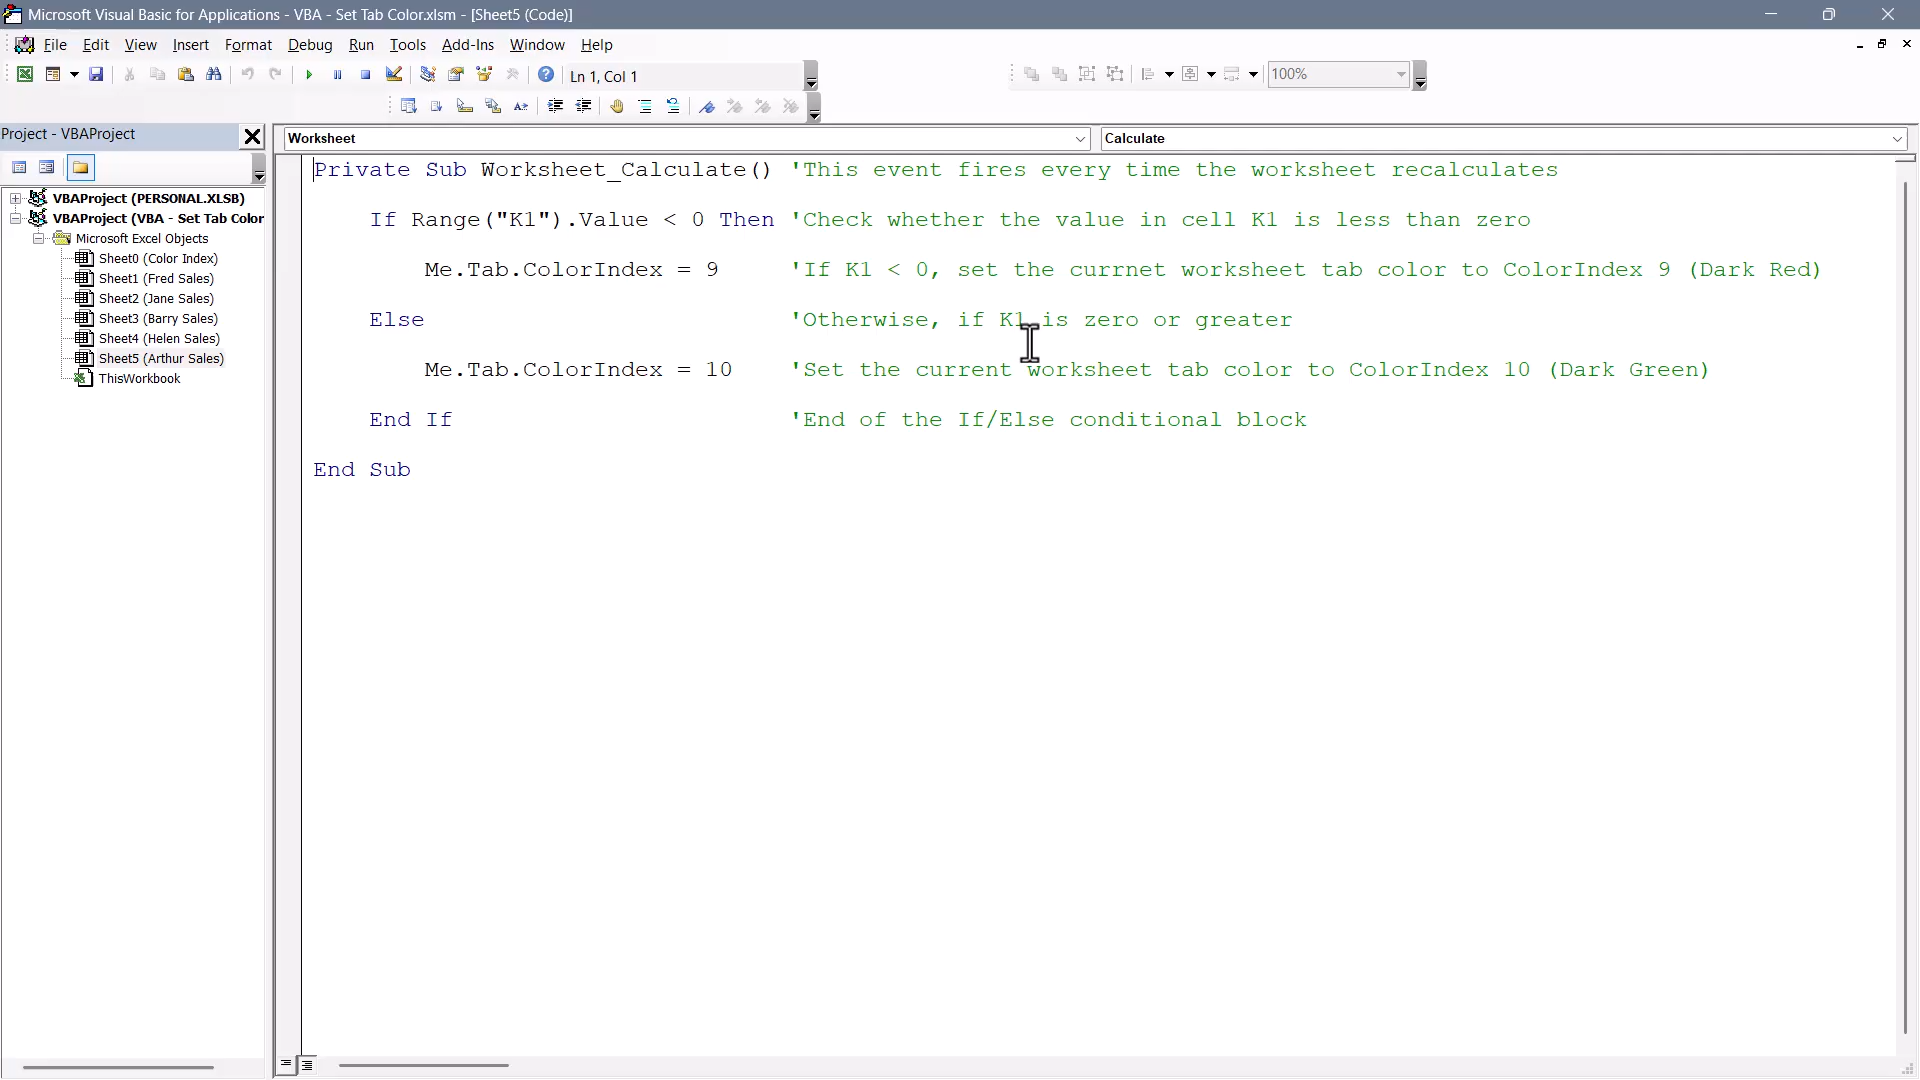 Microsoft Visual Basic for Applications - VBA - Set Tab Color.xlsm - [Sheet5 (Code)]
File Edit View Insert Format Debug Run Tools Add-Ins Window Help
Ln 1, Col 1
100%
Project - VBAProject
Worksheet
Calculate
VBAProject (PERSONAL.XLSB)
VBAProject (VBA - Set Tab Color
Microsoft Excel Objects
Sheet0 (Color Index)
Sheet1 (Fred Sales)
Sheet2 (Jane Sales)
Sheet3 (Barry Sales)
Sheet4 (Helen Sales)
Sheet5 (Arthur Sales)
ThisWorkbook
Private Sub Worksheet_Calculate() 'This event fires every time the worksheet recalculates
If Range("K1").Value < 0 Then 'Check whether the value in cell K1 is less than zero
Me.Tab.ColorIndex = 9 'If K1 < 0, set the currnet worksheet tab color to ColorIndex 9 (Dark Red)
Else 'Otherwise, if K1 is zero or greater
Me.Tab.ColorIndex = 10 'Set the current worksheet tab color to ColorIndex 10 (Dark Green)
End If 'End of the If/Else conditional block
End Sub